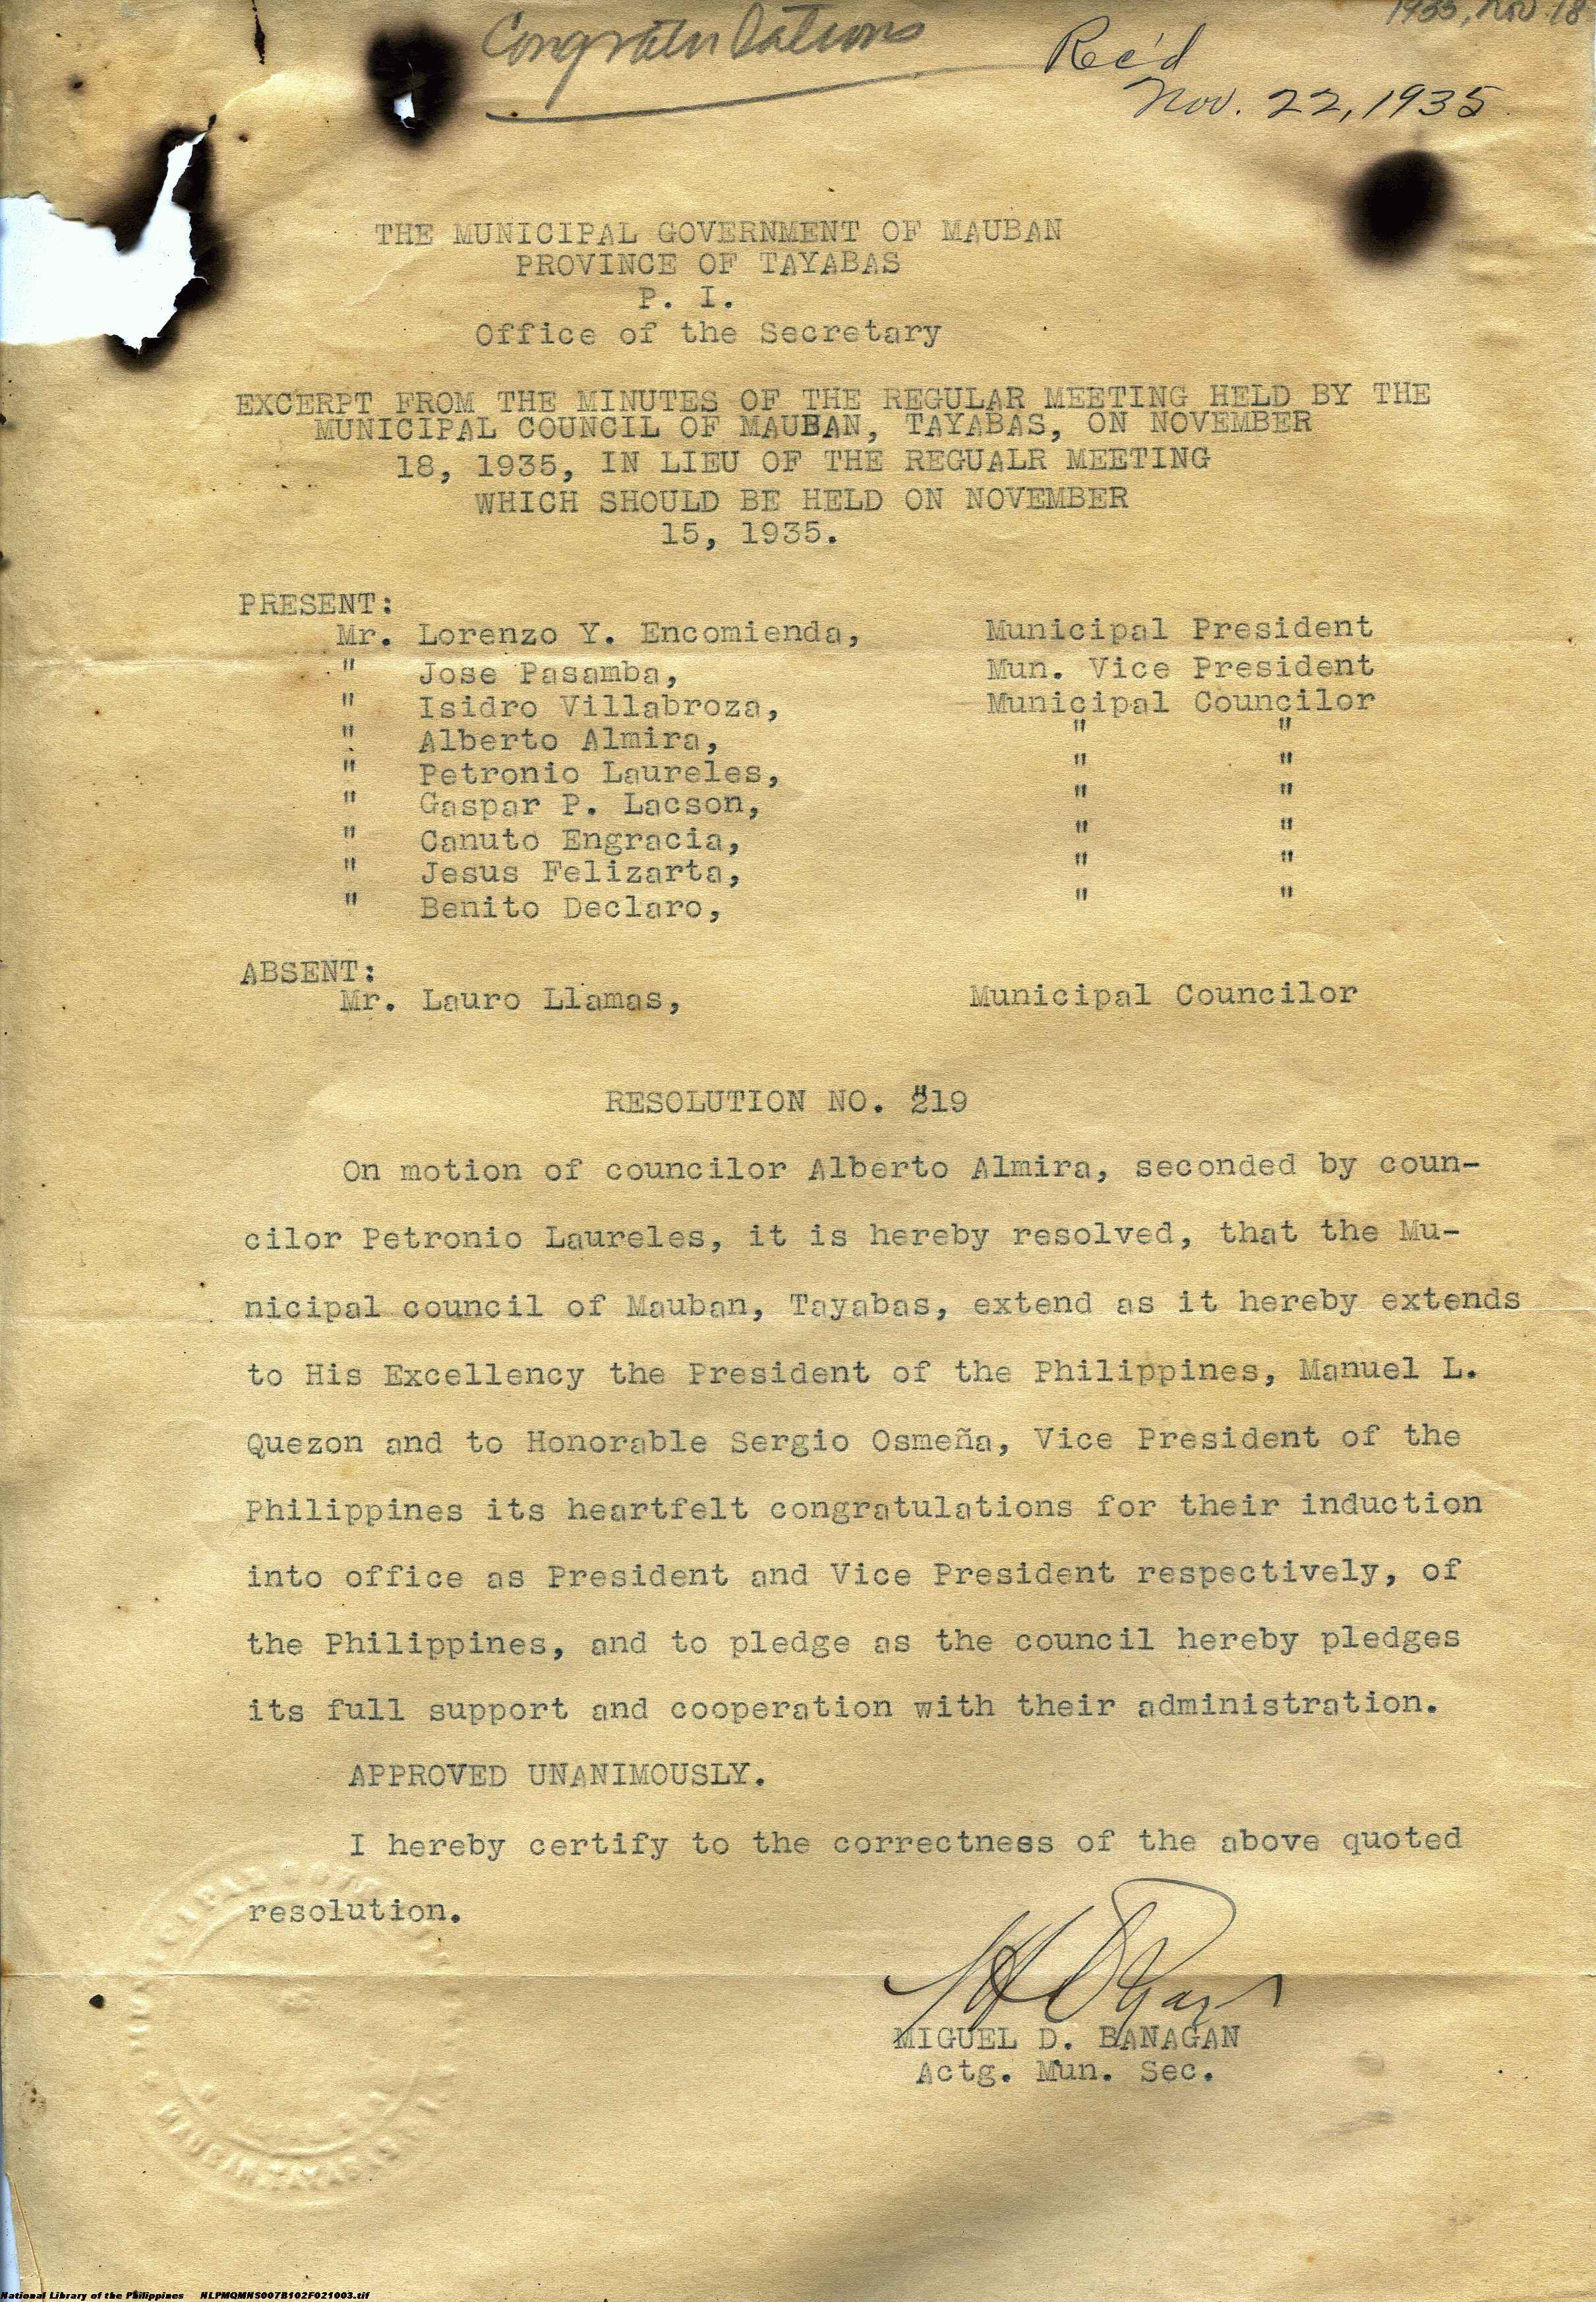 Congratulations
1935, Nov. 18
Rec'd
Nov. 22, 1935
THE MUNICIPAL GOVERNMENT OF MAUBAN
PROVINCE OF TAYABAS
P. I.
Office of the Secretary
EXCERPT FROM THE MINUTES OF THE REGULAR MEETING HELD BY THE
MUNICIPAL COUNCIL OF MAUBAN, TAYABAS, ON NOVEMBER
18, 1935, IN LIEU OF THE REGUALR MEETING
WHICH SHOULD BE HELD ON NOVEMBER
15, 1935.
PRESENT:
Mr. Lorenzo Y. Encomienda, Municipal President
" Jose Pasamba, Mun. Vice President
" Isidro Villabroza, Municipal Councilor
" Alberto Almira, " "
" Petronio Laureles, " "
" Gaspar P. Lacson, " "
" Canuto Engracia, " "
" Jesus Felizarta, " "
" Benito Declaro, " "
ABSENT:
Mr. Lauro Llamas, Municipal Councilor
RESOLUTION NO. 219
On motion of councilor Alberto Almira, seconded by coun-
cilor Petronio Laureles, it is hereby resolved, that the Mu-
nicipal council of Mauban, Tayabas, extend as it hereby extends
to His Excellency the President of the Philippines, Manuel L.
Quezon and to Honorable Sergio Osmeña, Vice President of the
Philippines its heartfelt congratulations for their induction
into office as President and Vice President respectively, of
the Philippines, and to pledge as the council hereby pledges
its full support and cooperation with their administration.
APPROVED UNANIMOUSLY.
I hereby certify to the correctness of the above quoted
resolution.
MIGUEL D. BANAGAN
Actg. Mun. Sec.
MAUBAN, TAYABAS
National Library of the Philippines NLPMQMNS007B102F021003.tif